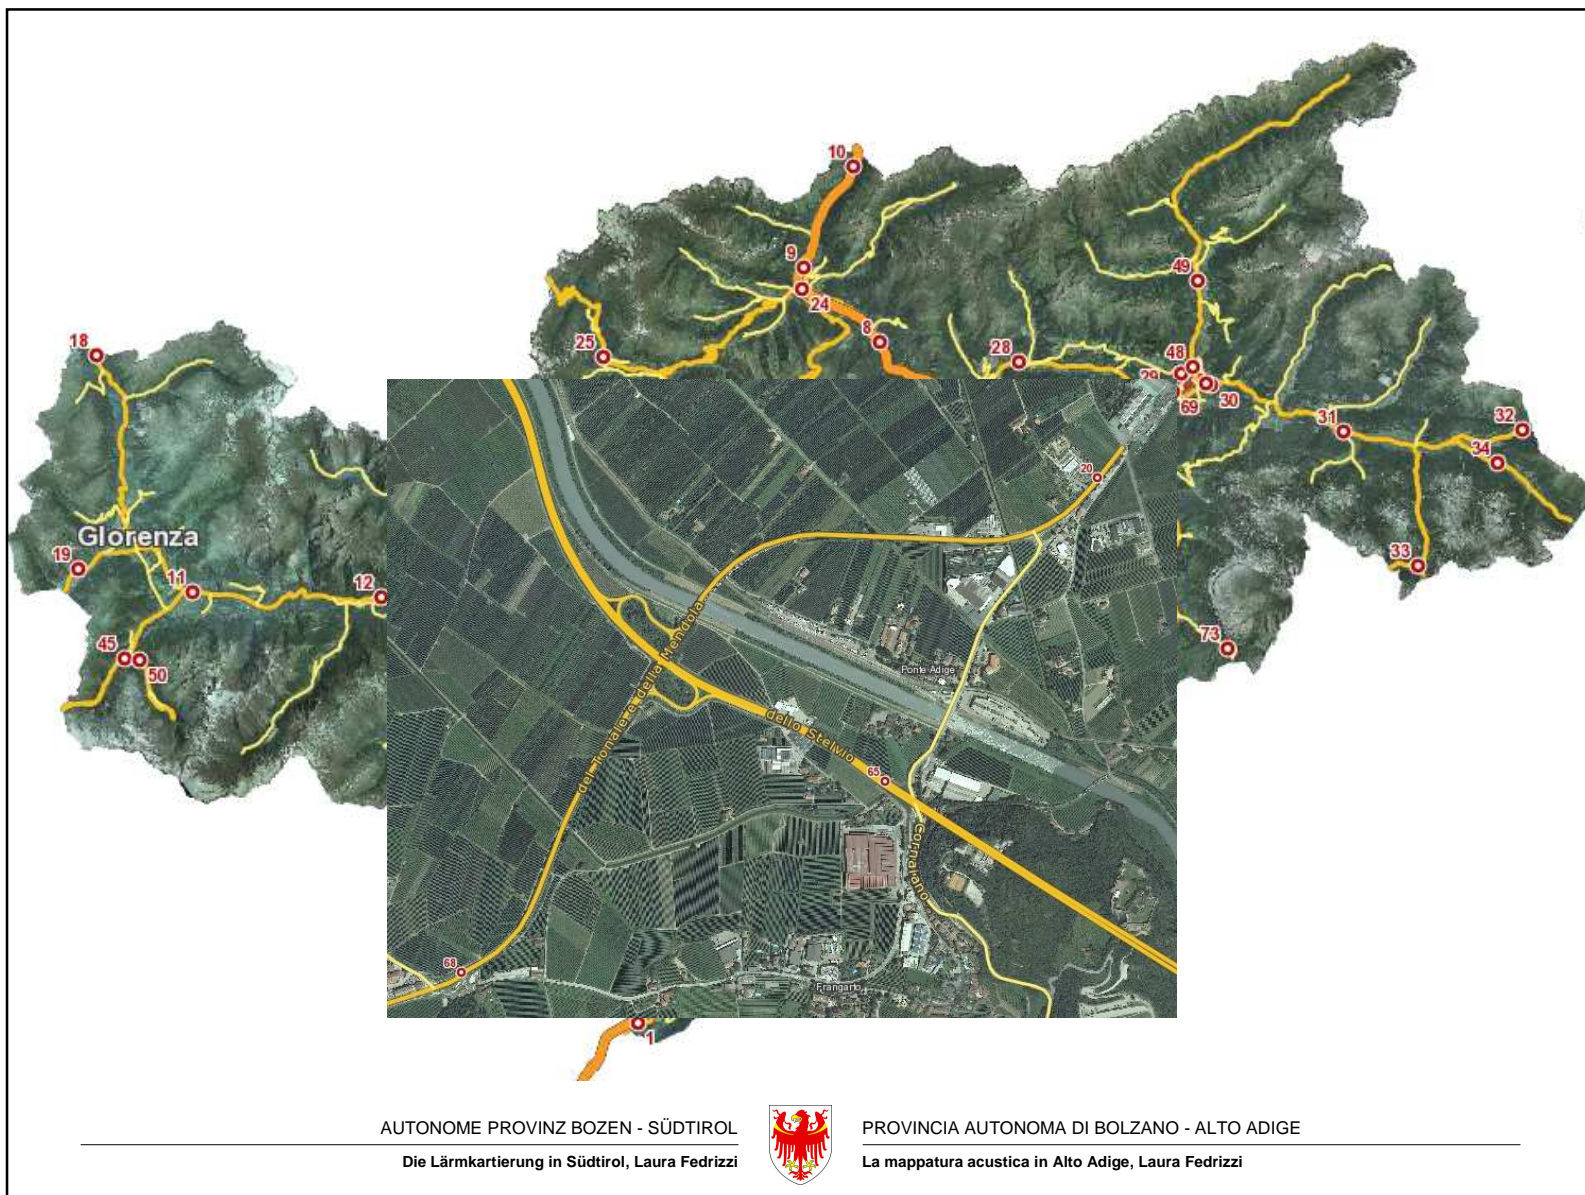 10
9
24
8
25
28
49
48
29
69
30
31
32
34
33
18
Glorenza
19
11
12
45
50
73
20
Ponte Adige
del Tonale e della Mendola
dello Stelvio
65
Cornaiano
68
Frangarto
1
AUTONOME PROVINZ BOZEN - SÜDTIROL
Die Lärmkartierung in Südtirol, Laura Fedrizzi
PROVINCIA AUTONOMA DI BOLZANO - ALTO ADIGE
La mappatura acustica in Alto Adige, Laura Fedrizzi